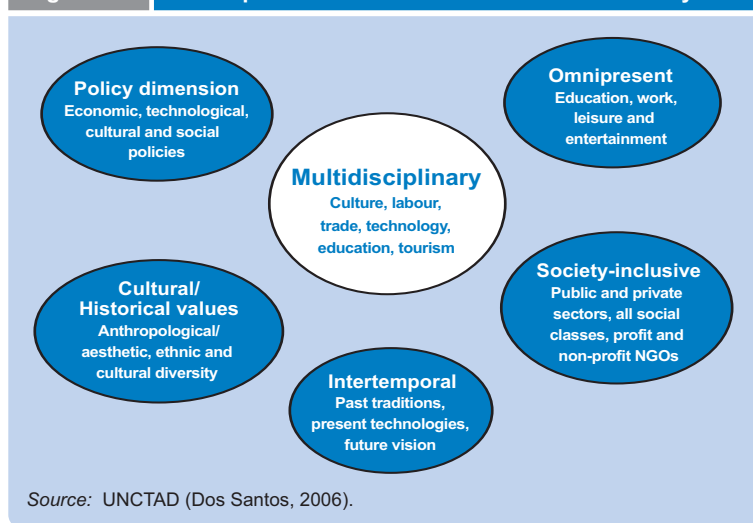 Policy dimension
Economic, technological,
cultural and social
policies
Omnipresent
Education, work,
leisure and
entertainment
Multidisciplinary
Culture, labour,
trade, technology,
education, tourism
Cultural/
Historical values
Anthropological/
aesthetic, ethnic and
cultural diversity
Society-inclusive
Public and private
sectors, all social
classes, profit and
non-profit NGOs
Intertemporal
Past traditions,
present technologies,
future vision
Source: UNCTAD (Dos Santos, 2006).